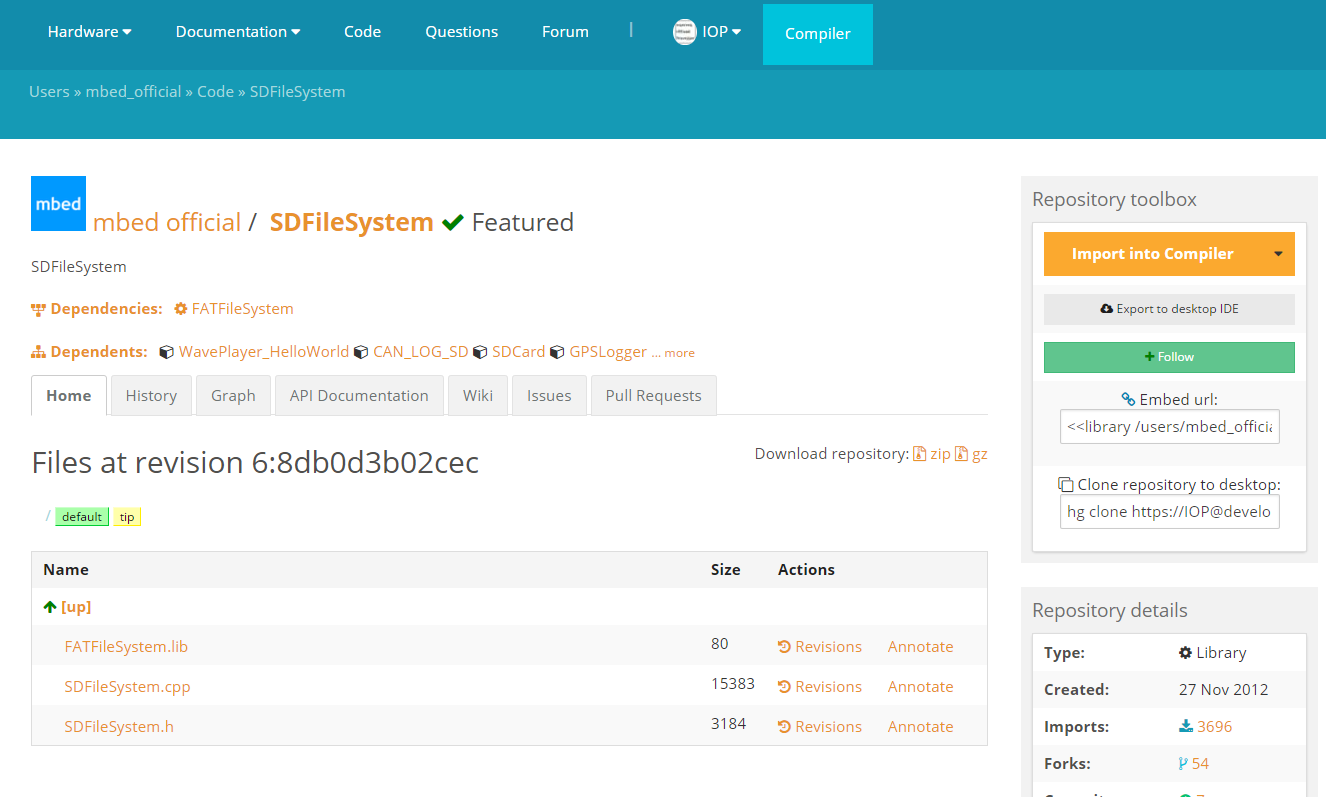 Hardware Documentation Code Questions Forum | IOP Compiler
Users » mbed_official » Code » SDFileSystem
mbed
mbed official / SDFileSystem Featured
SDFileSystem
Dependencies: FATFileSystem
Dependents: WavePlayer_HelloWorld CAN_LOG_SD SDCard GPSLogger ... more
Home History Graph API Documentation Wiki Issues Pull Requests
Files at revision 6:8db0d3b02cec
Download repository: zip gz
/ default tip
Name Size Actions
[up]
FATFileSystem.lib 80 Revisions Annotate
SDFileSystem.cpp 15383 Revisions Annotate
SDFileSystem.h 3184 Revisions Annotate
Repository toolbox
Import into Compiler
Export to desktop IDE
Follow
Embed url:
<<library /users/mbed_officia
Clone repository to desktop:
hg clone https://IOP@develo
Repository details
Type: Library
Created: 27 Nov 2012
Imports: 3696
Forks: 54